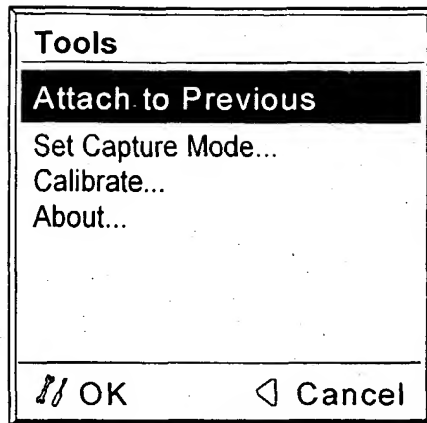 Tools
Attach to Previous
Set Capture Mode...
Calibrate...
About...
OK
Cancel